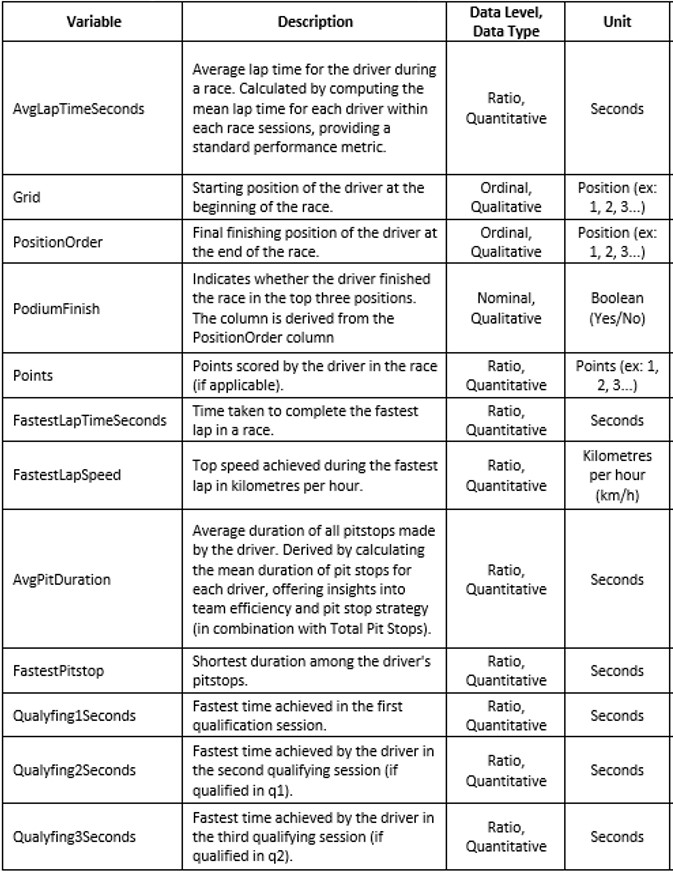 Variable
Description
Data Level,
Data Type
Unit
AvgLapTimeSeconds
Average lap time for the driver during
a race. Calculated by computing the
mean lap time for each driver within
each race sessions, providing a
standard performance metric.
Ratio,
Quantitative
Seconds
Grid
Starting position of the driver at the
beginning of the race.
Ordinal,
Qualitative
Position (ex:
1, 2, 3...)
PositionOrder
Final finishing position of the driver at
the end of the race.
Ordinal,
Qualitative
Position (ex:
1, 2, 3...)
PodiumFinish
Indicates whether the driver finished
the race in the top three positions.
The column is derived from the
PositionOrder column
Nominal,
Qualitative
Boolean
(Yes/No)
Points
Points scored by the driver in the race
(if applicable).
Ratio,
Quantitative
Points (ex: 1,
2, 3...)
FastestLapTimeSeconds
Time taken to complete the fastest
lap in a race.
Ratio,
Quantitative
Seconds
FastestLapSpeed
Top speed achieved during the fastest
lap in kilometres per hour.
Ratio,
Quantitative
Kilometres
per hour
(km/h)
AvgPitDuration
Average duration of all pitstops made
by the driver. Derived by calculating
the mean duration of pit stops for
each driver, offering insights into
team efficiency and pit stop strategy
(in combination with Total Pit Stops).
Ratio,
Quantitative
Seconds
FastestPitstop
Shortest duration among the driver's
pitstops.
Ratio,
Quantitative
Seconds
Qualyfing1Seconds
Fastest time achieved in the first
qualification session.
Ratio,
Quantitative
Seconds
Qualyfing2Seconds
Fastest time achieved by the driver in
the second qualifying session (if
qualified in q1).
Ratio,
Quantitative
Seconds
Qualyfing3Seconds
Fastest time achieved by the driver in
the third qualifying session (if
qualified in q2).
Ratio,
Quantitative
Seconds